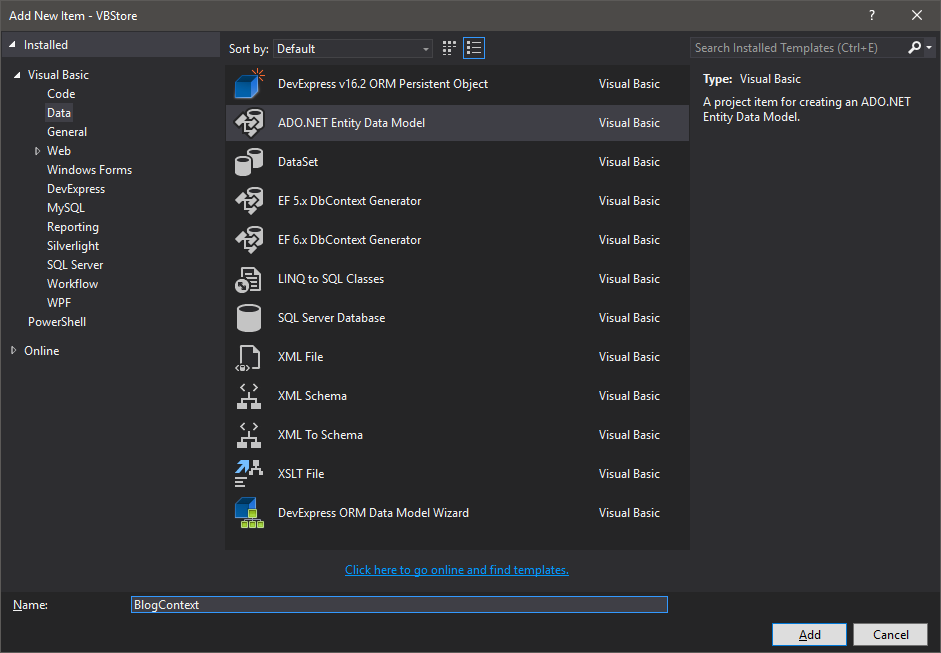 Add New Item - VBStore
?
Installed
Sort by: Default
Search Installed Templates (Ctrl+E)
Visual Basic
Code
Data
General
Web
Windows Forms
DevExpress
MySQL
Reporting
Silverlight
SQL Server
Workflow
WPF
PowerShell
Online
DevExpress v16.2 ORM Persistent Object Visual Basic
ADO.NET Entity Data Model Visual Basic
DataSet Visual Basic
EF 5.x DbContext Generator Visual Basic
EF 6.x DbContext Generator Visual Basic
LINQ to SQL Classes Visual Basic
SQL Server Database Visual Basic
XML File Visual Basic
XML Schema Visual Basic
XML To Schema Visual Basic
XSLT File Visual Basic
DevExpress ORM Data Model Wizard Visual Basic
Click here to go online and find templates.
Type: Visual Basic
A project item for creating an ADO.NET
Entity Data Model.
Name: BlogContext
Add Cancel